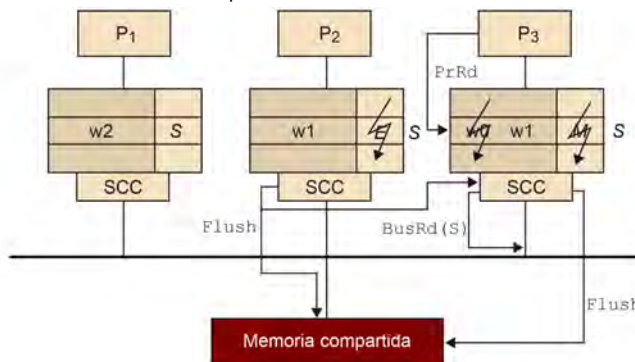 P1
P2
P3
PrRd
w2
S
w1
E
S
w0
w1
M
S
SCC
SCC
SCC
Flush
BusRd(S)
Flush
Memoria compartida